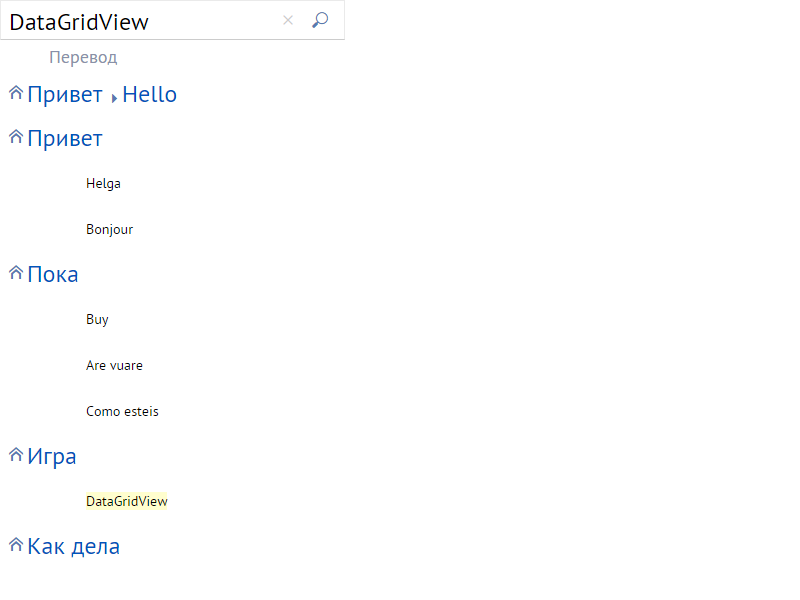 DataGridView
Перевод
Привет Hello
Привет
Helga
Bonjour
Пока
Buy
Are vuare
Como esteis
Игра
DataGridView
Как дела